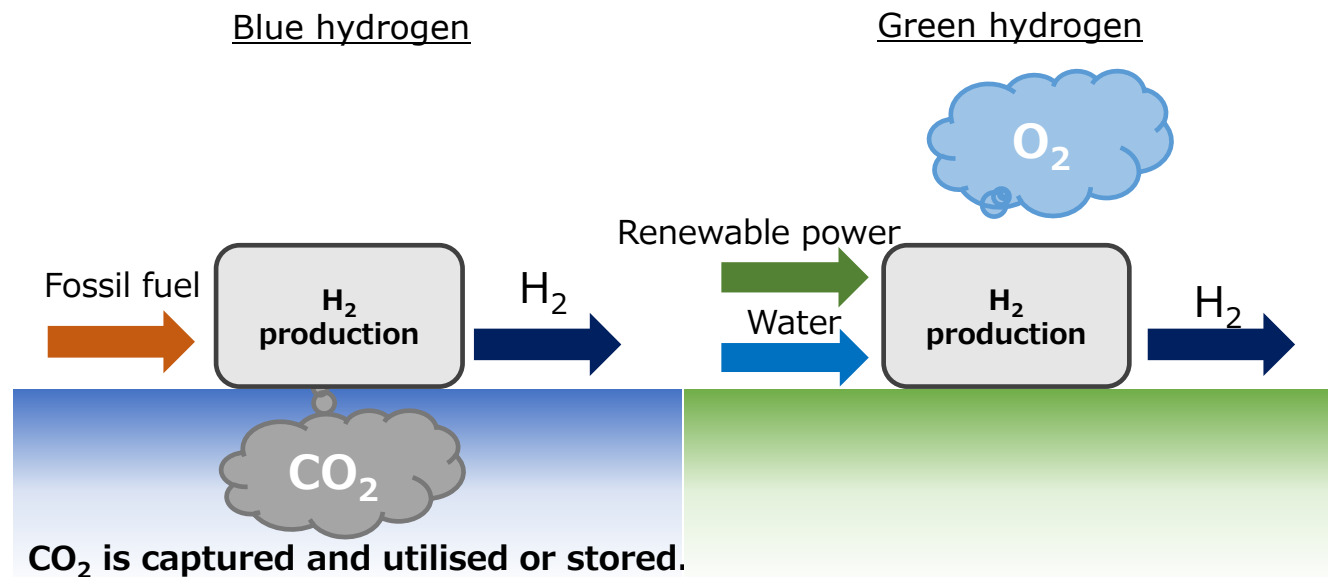 Blue hydrogen
Fossil fuel
H₂
production
H₂
CO₂
CO₂ is captured and utilised or stored.
Green hydrogen
O₂
Renewable power
Water
H₂
production
H₂